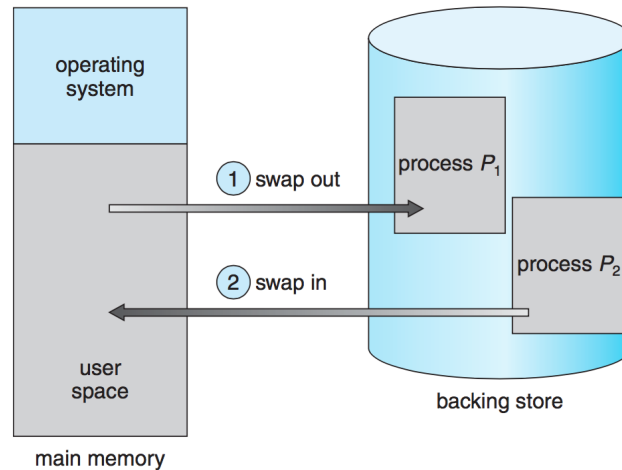 operating
system
process P₁
1 swap out
process P₂
2 swap in
user
space
backing store
main memory